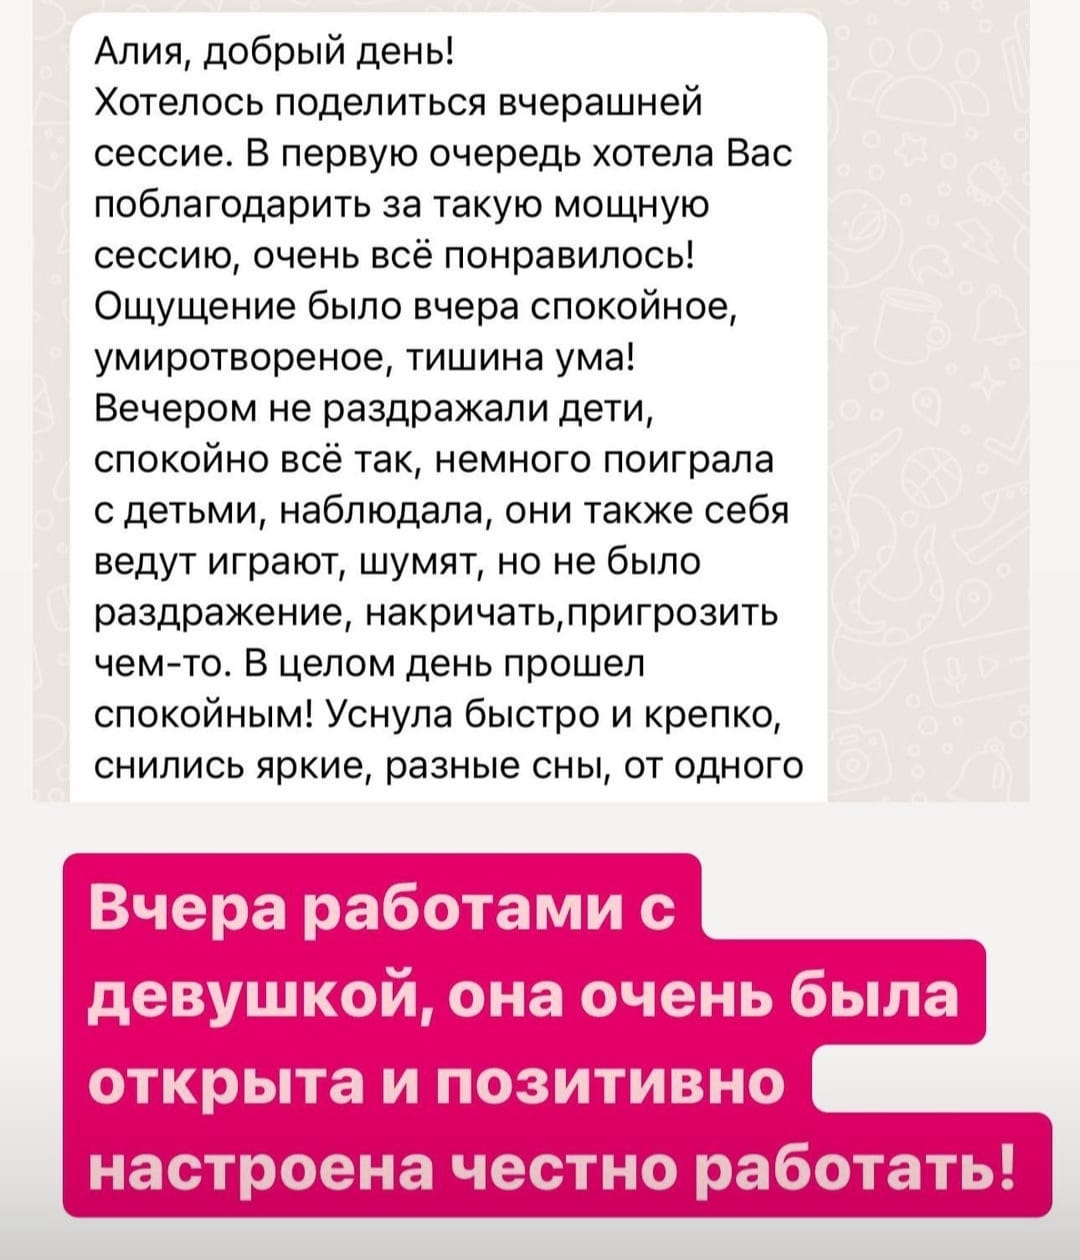 Алия, добрый день!
Хотелось поделиться вчерашней
сессие. В первую очередь хотела Вас
поблагодарить за такую мощную
сессию, очень всё понравилось!
Ощущение было вчера спокойное,
умиротвореное, тишина ума!
Вечером не раздражали дети,
спокойно всё так, немного поиграла
с детьми, наблюдала, они также себя
ведут играют, шумят, но не было
раздражение, накричать,пригрозить
чем-то. В целом день прошел
спокойным! Уснула быстро и крепко,
снились яркие, разные сны, от одного
Вчера работами с
девушкой, она очень была
открыта и позитивно
настроена честно работать!